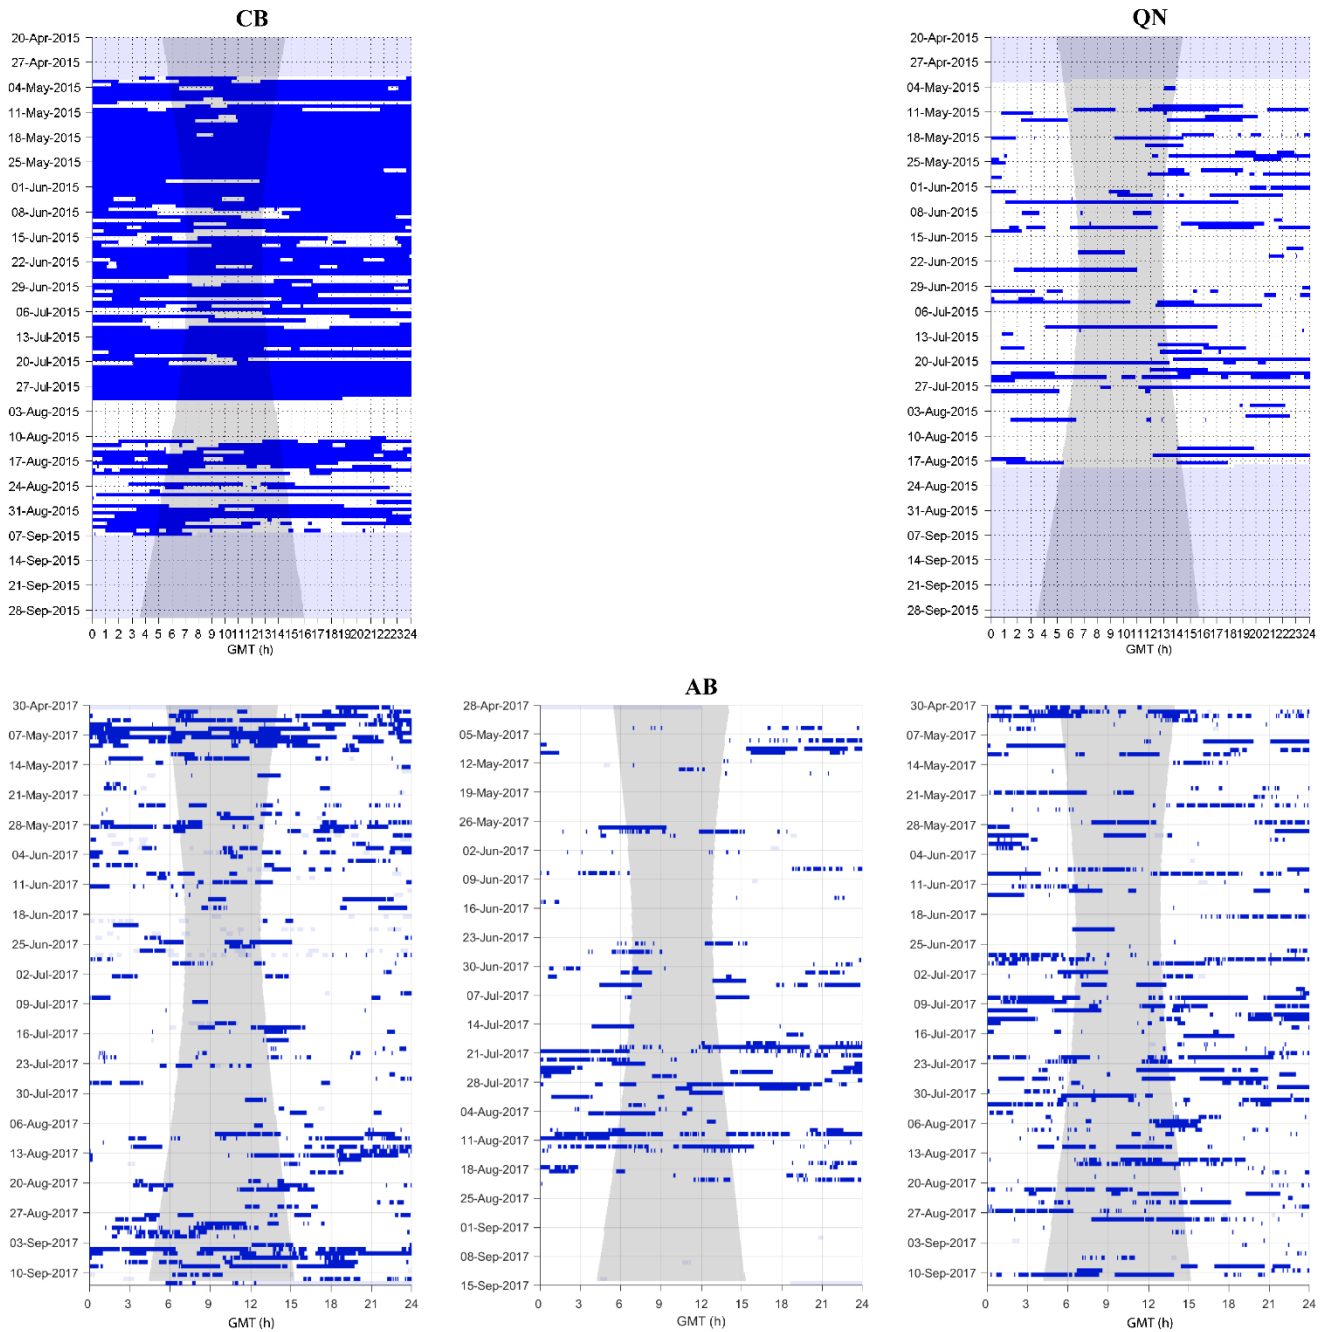 CB
20-Apr-2015
27-Apr-2015
04-May-2015
11-May-2015
18-May-2015
25-May-2015
01-Jun-2015
08-Jun-2015
15-Jun-2015
22-Jun-2015
29-Jun-2015
06-Jul-2015
13-Jul-2015
20-Jul-2015
27-Jul-2015
03-Aug-2015
10-Aug-2015
17-Aug-2015
24-Aug-2015
31-Aug-2015
07-Sep-2015
14-Sep-2015
21-Sep-2015
28-Sep-2015
0 1 2 3 4 5 6 7 8 9 10 11 12 13 14 15 16 17 18 19 20 21 22 23 24
GMT (h)
QN
20-Apr-2015
27-Apr-2015
04-May-2015
11-May-2015
18-May-2015
25-May-2015
01-Jun-2015
08-Jun-2015
15-Jun-2015
22-Jun-2015
29-Jun-2015
06-Jul-2015
13-Jul-2015
20-Jul-2015
27-Jul-2015
03-Aug-2015
10-Aug-2015
17-Aug-2015
24-Aug-2015
31-Aug-2015
07-Sep-2015
14-Sep-2015
21-Sep-2015
28-Sep-2015
0 1 2 3 4 5 6 7 8 9 10 11 12 13 14 15 16 17 18 19 20 21 22 23 24
GMT (h)
30-Apr-2017
07-May-2017
14-May-2017
21-May-2017
28-May-2017
04-Jun-2017
11-Jun-2017
18-Jun-2017
25-Jun-2017
02-Jul-2017
09-Jul-2017
16-Jul-2017
23-Jul-2017
30-Jul-2017
06-Aug-2017
13-Aug-2017
20-Aug-2017
27-Aug-2017
03-Sep-2017
10-Sep-2017
0 3 6 9 12 15 18 21 24
GMT (h)
AB
28-Apr-2017
05-May-2017
12-May-2017
19-May-2017
26-May-2017
02-Jun-2017
09-Jun-2017
16-Jun-2017
23-Jun-2017
30-Jun-2017
07-Jul-2017
14-Jul-2017
21-Jul-2017
28-Jul-2017
04-Aug-2017
11-Aug-2017
18-Aug-2017
25-Aug-2017
01-Sep-2017
08-Sep-2017
15-Sep-2017
0 3 6 9 12 15 18 21 24
GMT (h)
30-Apr-2017
07-May-2017
14-May-2017
21-May-2017
28-May-2017
04-Jun-2017
11-Jun-2017
18-Jun-2017
25-Jun-2017
02-Jul-2017
09-Jul-2017
16-Jul-2017
23-Jul-2017
30-Jul-2017
06-Aug-2017
13-Aug-2017
20-Aug-2017
27-Aug-2017
03-Sep-2017
10-Sep-2017
0 3 6 9 12 15 18 21 24
GMT (h)